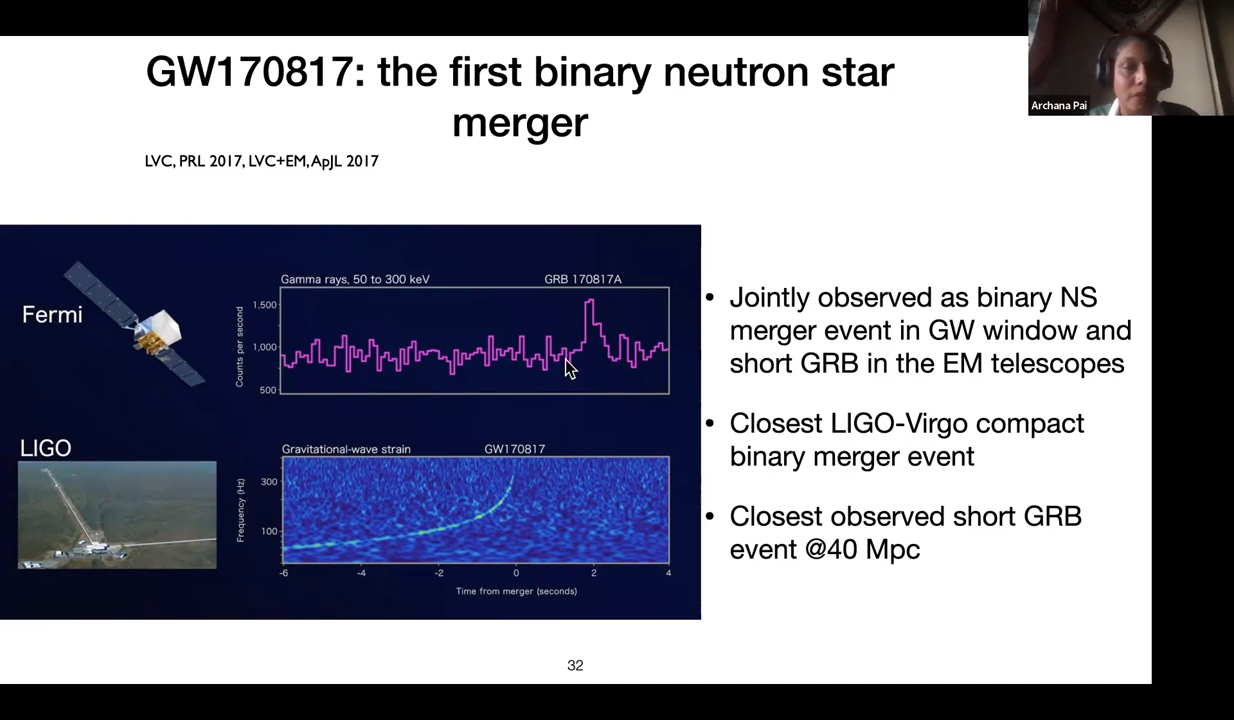 GW170817: the first binary neutron star
merger
LVC, PRL 2017, LVC+EM, ApJL 2017
Archana Pai
Fermi
Gamma rays, 50 to 300 keV
GRB 170817A
Counts per second
1,500
1,000
500
LIGO
Gravitational-wave strain
GW170817
Frequency (Hz)
300
100
-6 -4 -2 0 2 4
Time from merger (seconds)
• Jointly observed as binary NS
merger event in GW window and
short GRB in the EM telescopes
• Closest LIGO-Virgo compact
binary merger event
• Closest observed short GRB
event @40 Mpc
32